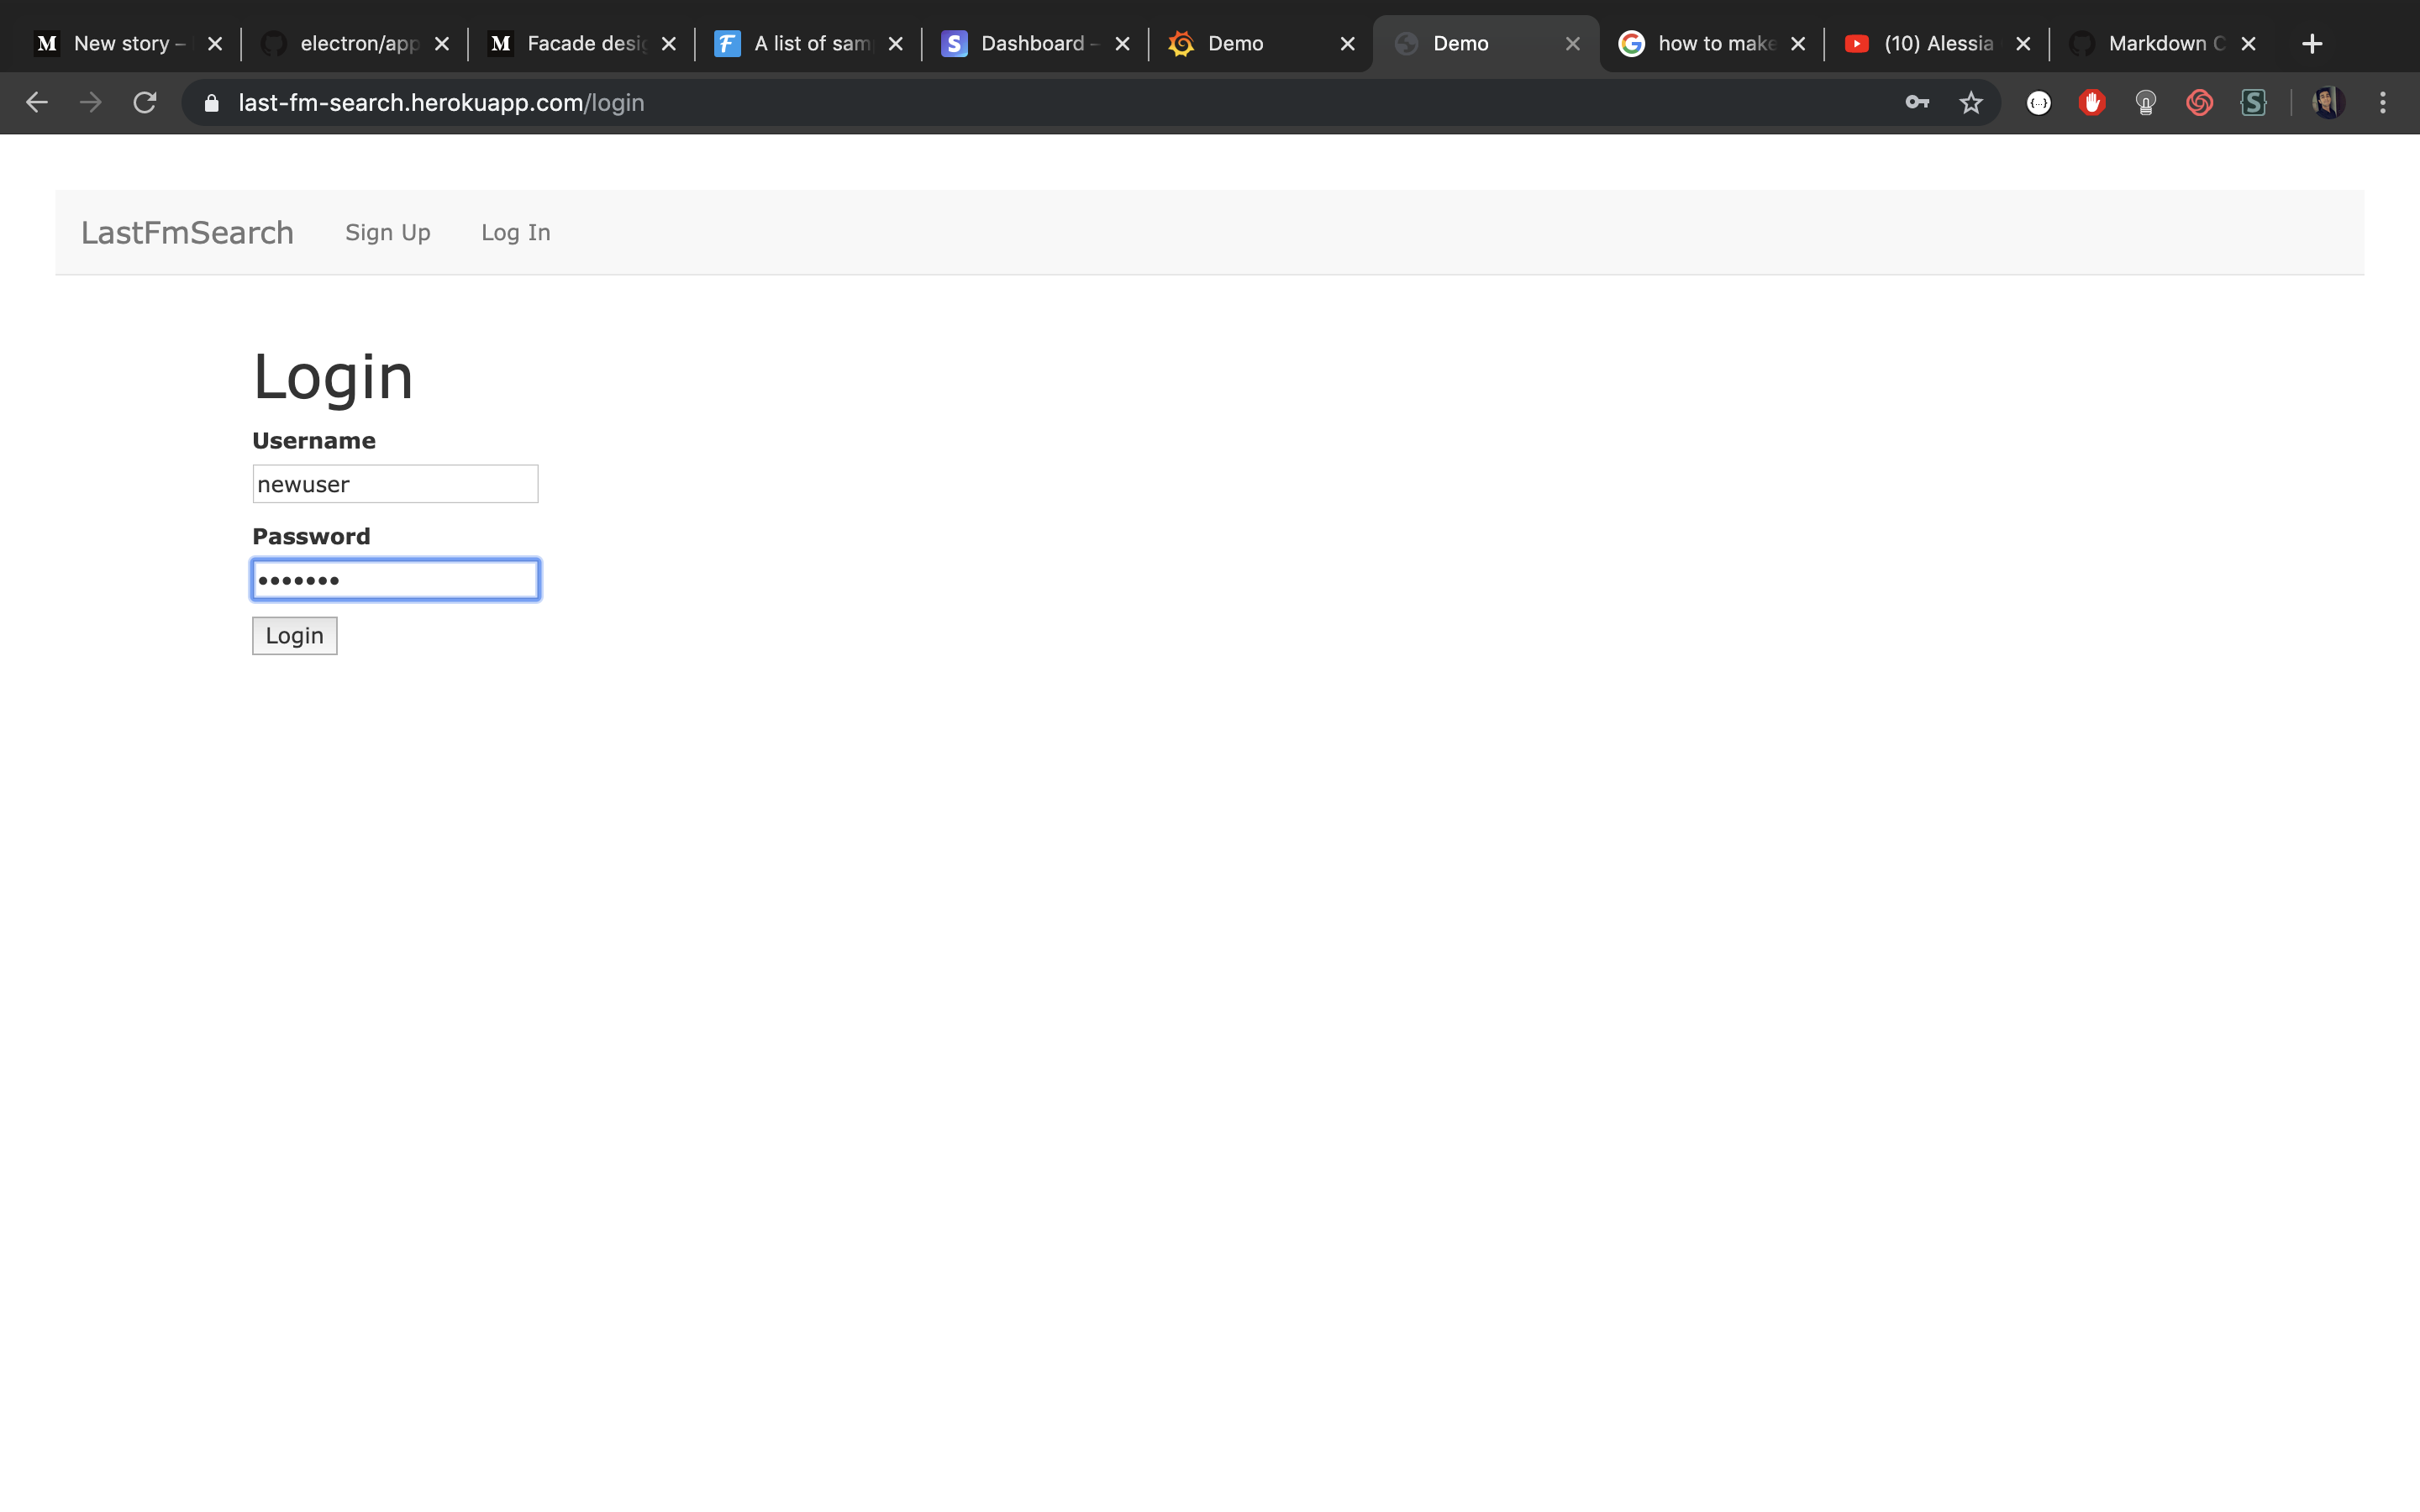 New story –
electron/app
Facade desig
A list of sam
Dashboard –
Demo
Demo
how to make
(10) Alessia
Markdown C
last-fm-search.herokuapp.com/login
LastFmSearch Sign Up Log In
Login
Username
newuser
Password
•••••••
Login